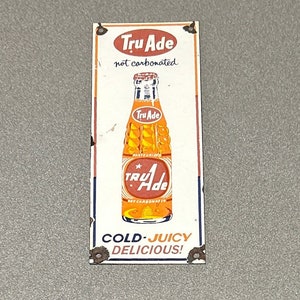 Tru Ade
not carbonated
Tru Ade
TRU Ade
COLD-JUICY
DELICIOUS!